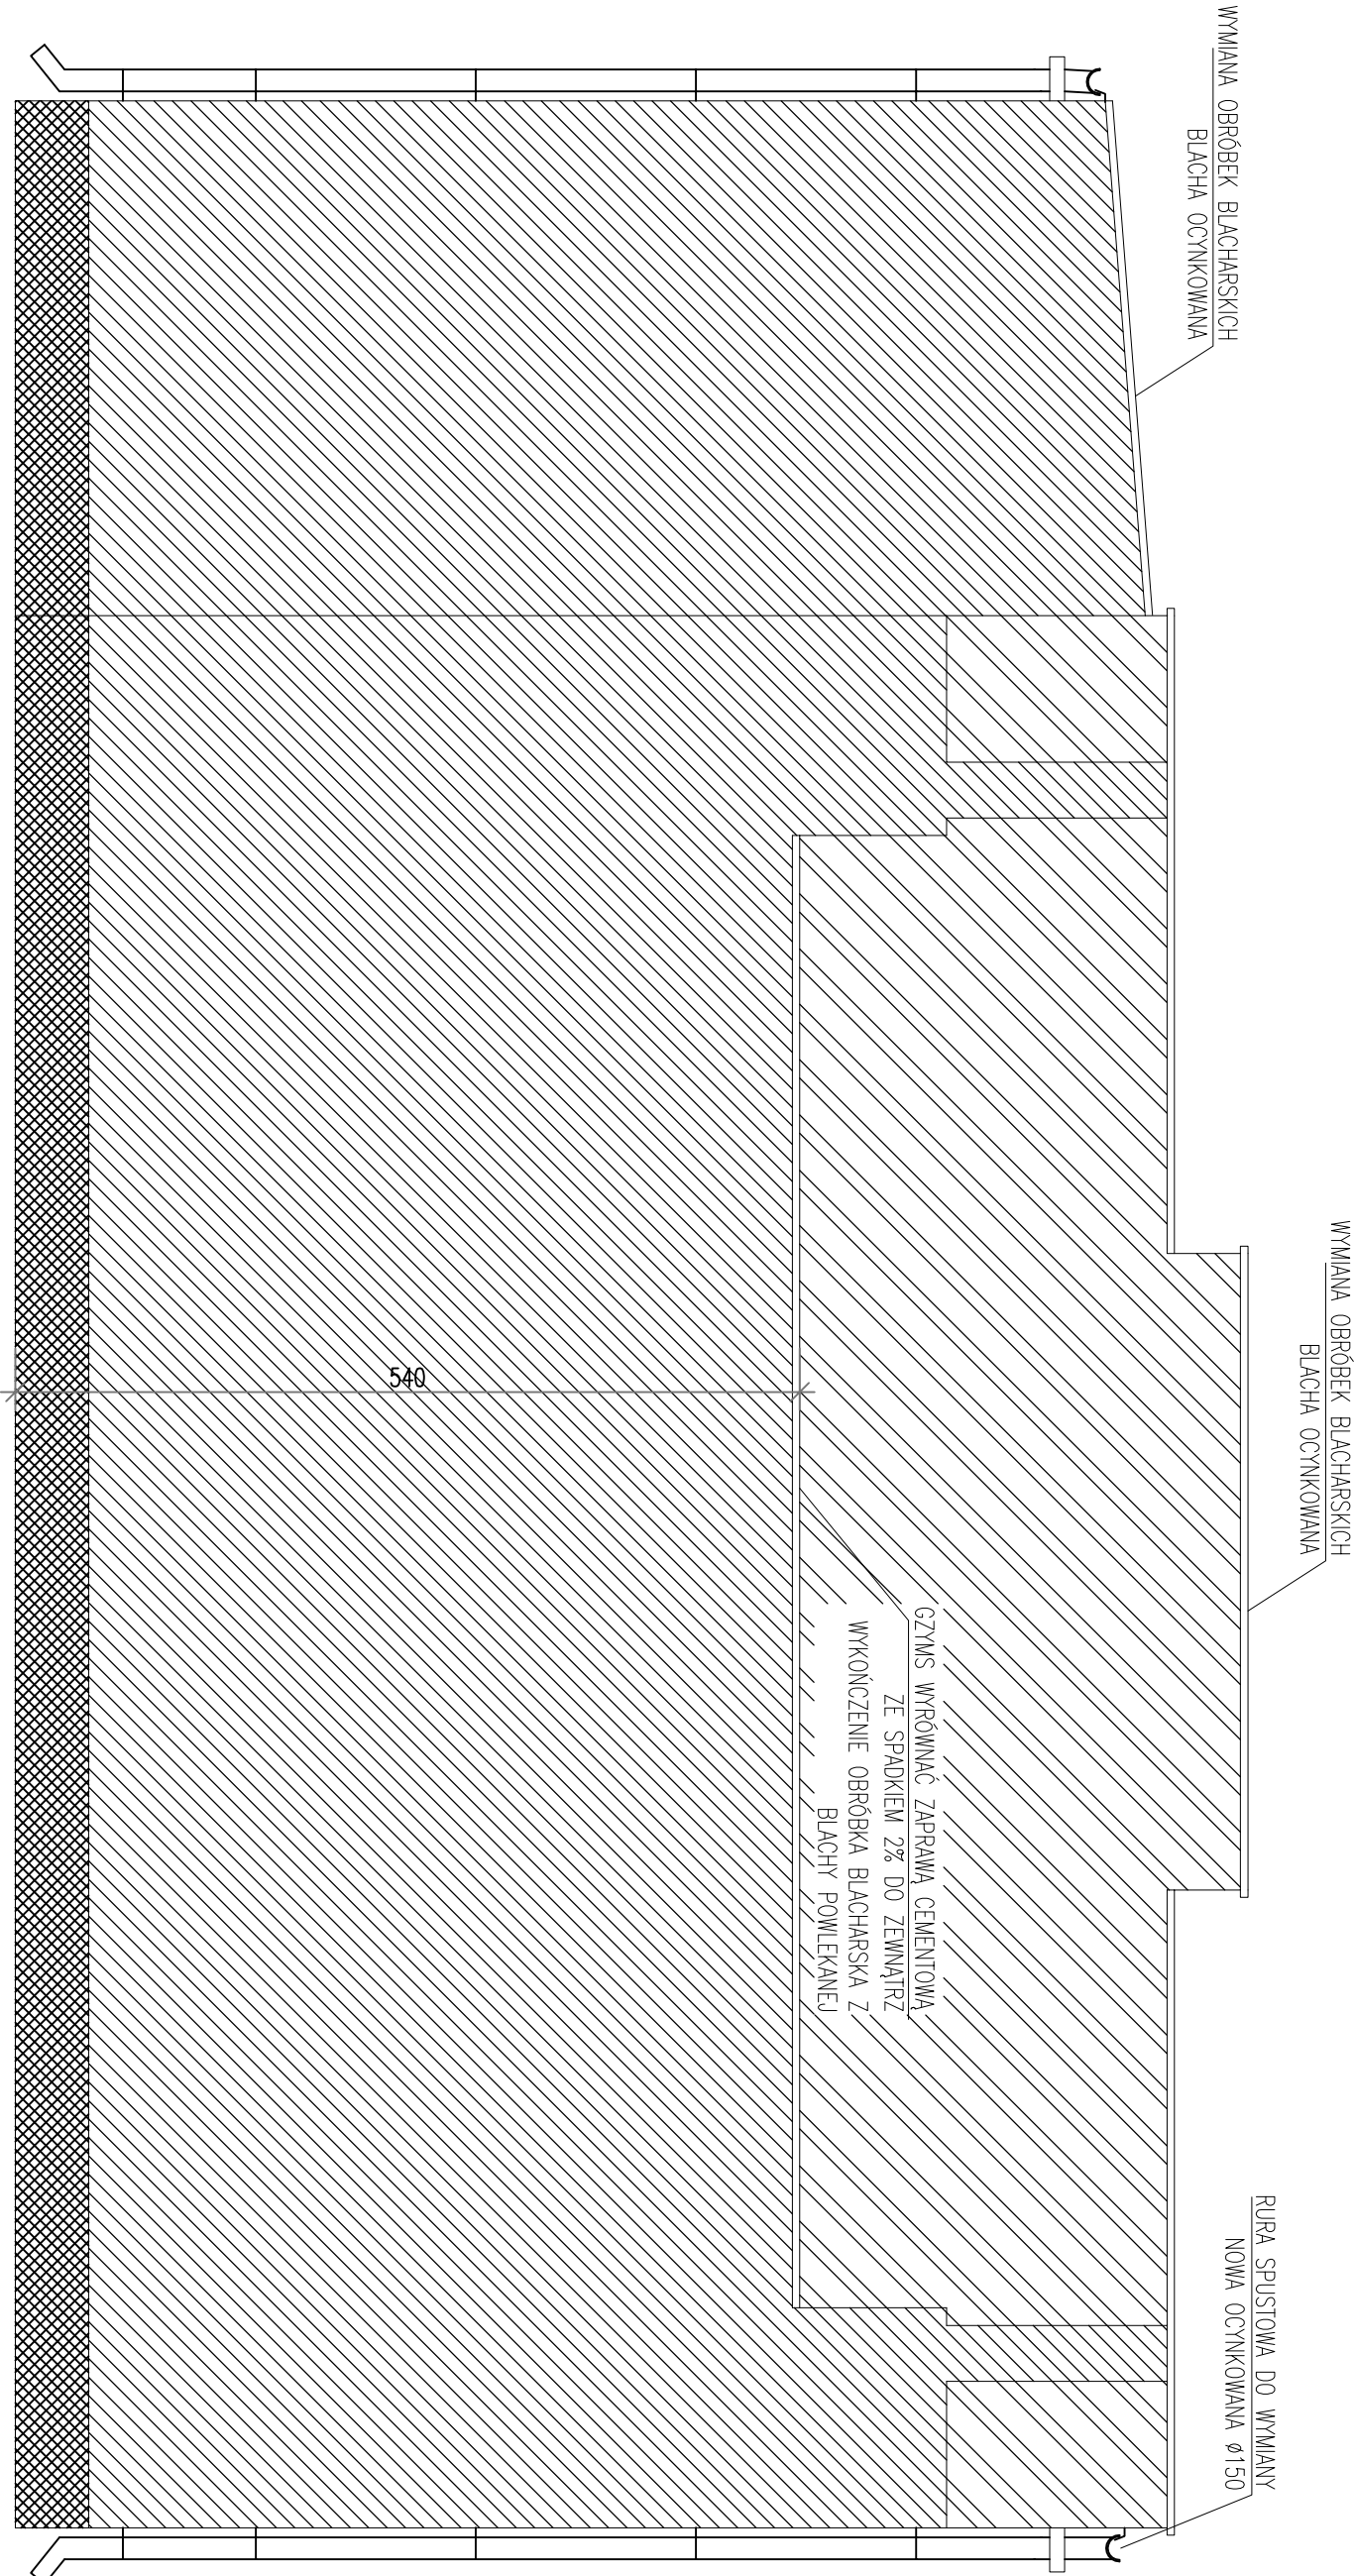 WYMIANA OBRÓBEK BLACHARSKICH
BLACHA OCYNKOWANA
WYMIANA OBRÓBEK BLACHARSKICH
BLACHA OCYNKOWANA
RURA SPUSTOWA DO WYMIANY
NOWA OCYNKOWANA Ø150
GZYMS WYRÓWNAĆ ZAPRAWĄ CEMENTOWĄ
ZE SPADKIEM 2% DO ZEWNĄTRZ
WYKOŃCZENIE OBRÓBKA BLACHARSKA Z
BLACHY POWLEKANEJ
540